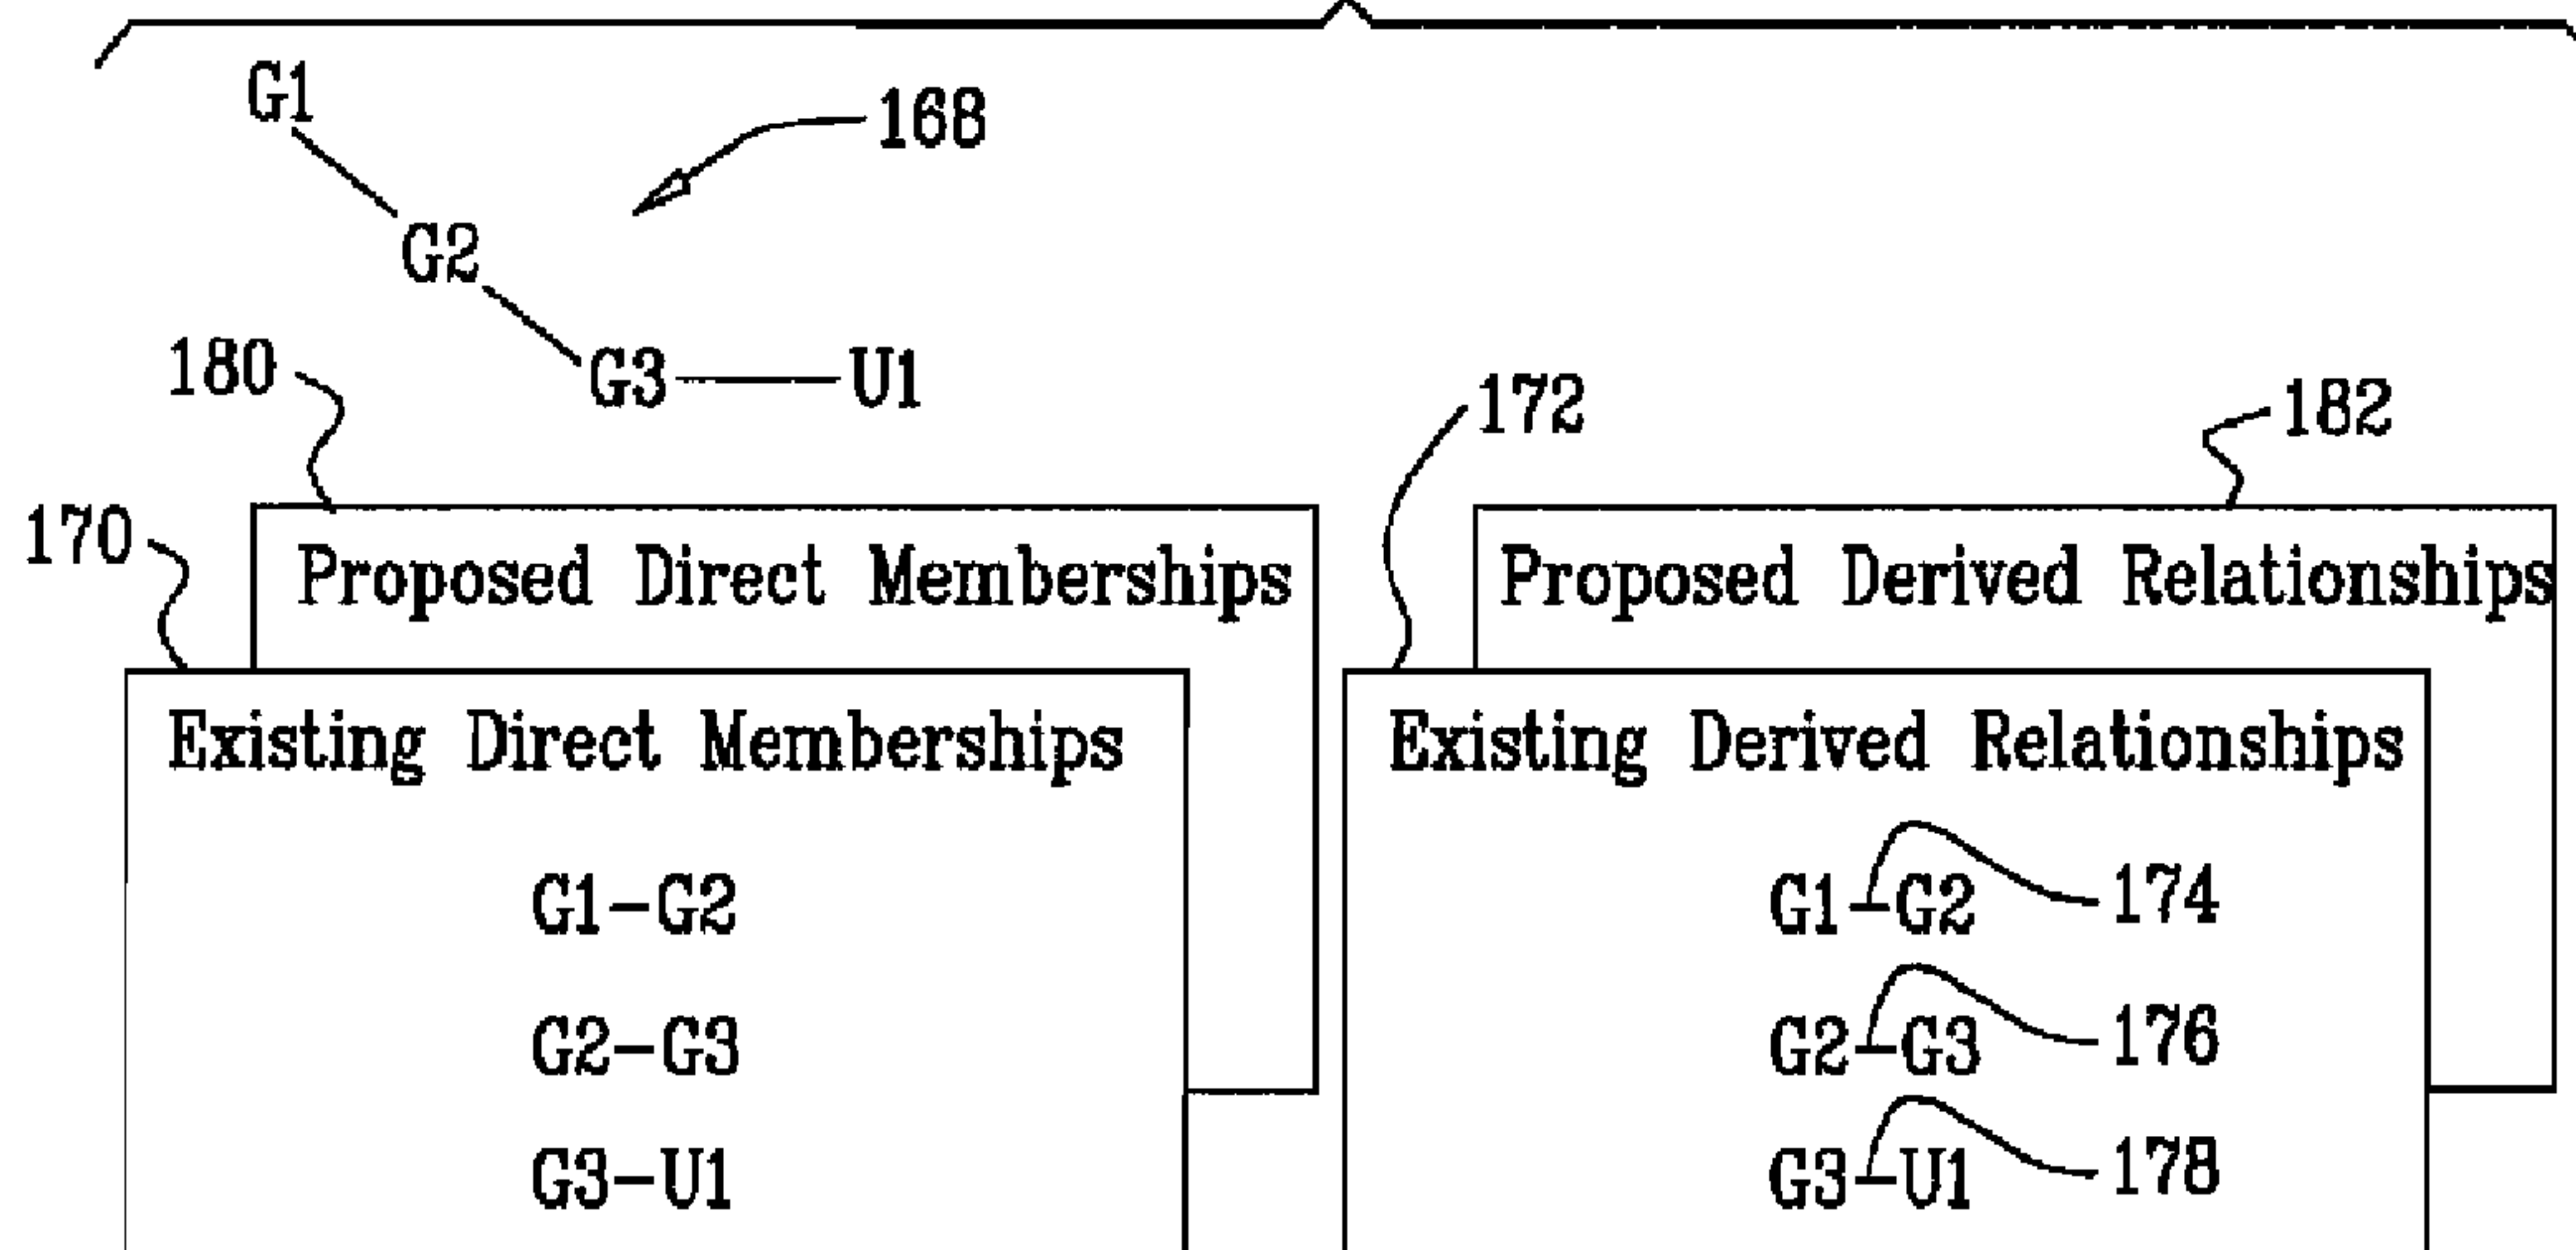 G1
168
G2
180
G3
U1
172
182
170
Proposed Direct Memberships
Proposed Derived Relationships
Existing Direct Memberships
G1-G2
G2-G3
G3-U1
Existing Derived Relationships
G1-G2 174
G2-G3 176
G3-U1 178